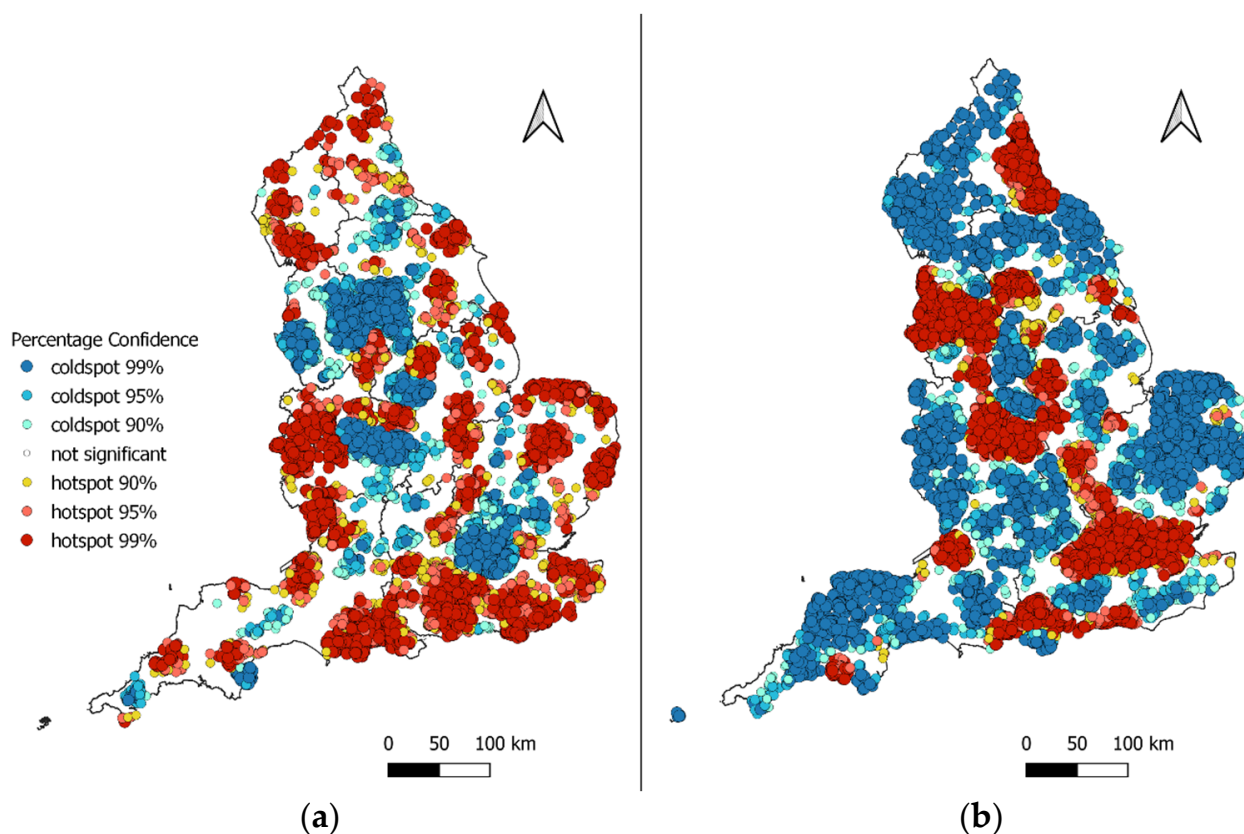 Percentage Confidence
coldspot 99%
coldspot 95%
coldspot 90%
not significant
hotspot 90%
hotspot 95%
hotspot 99%
0 50 100 km
0 50 100 km
(a)
(b)